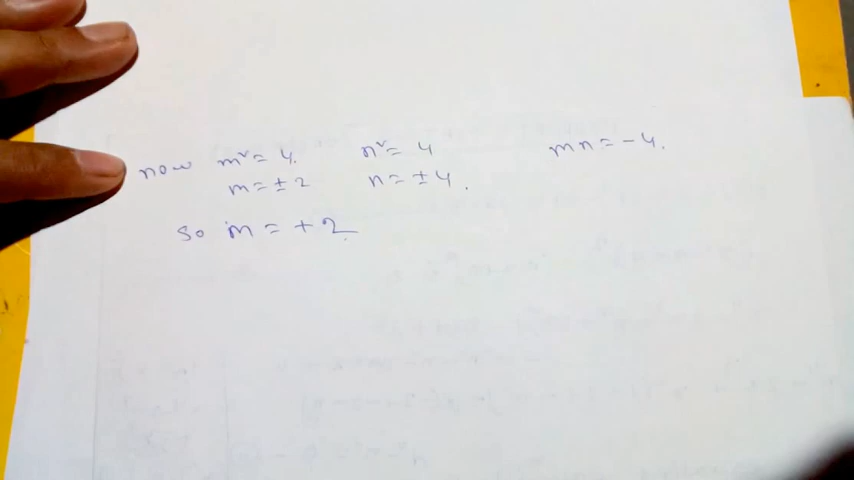 now m² = 4. n² = 4 mn = -4.
m = ± 2 n = ± 4.
so m = + 2